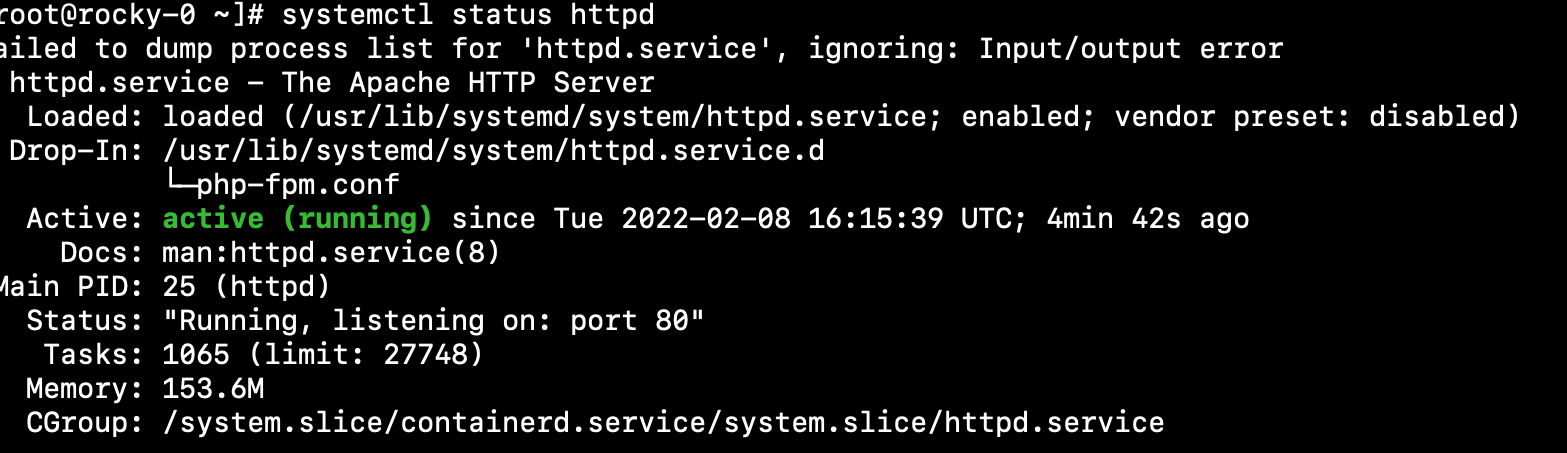 root@rocky-0 ~]# systemctl status httpd
ailed to dump process list for 'httpd.service', ignoring: Input/output error
httpd.service - The Apache HTTP Server
Loaded: loaded (/usr/lib/systemd/system/httpd.service; enabled; vendor preset: disabled)
Drop-In: /usr/lib/systemd/system/httpd.service.d
└─php-fpm.conf
Active: active (running) since Tue 2022-02-08 16:15:39 UTC; 4min 42s ago
Docs: man:httpd.service(8)
Main PID: 25 (httpd)
Status: "Running, listening on: port 80"
Tasks: 1065 (limit: 27748)
Memory: 153.6M
CGroup: /system.slice/containerd.service/system.slice/httpd.service